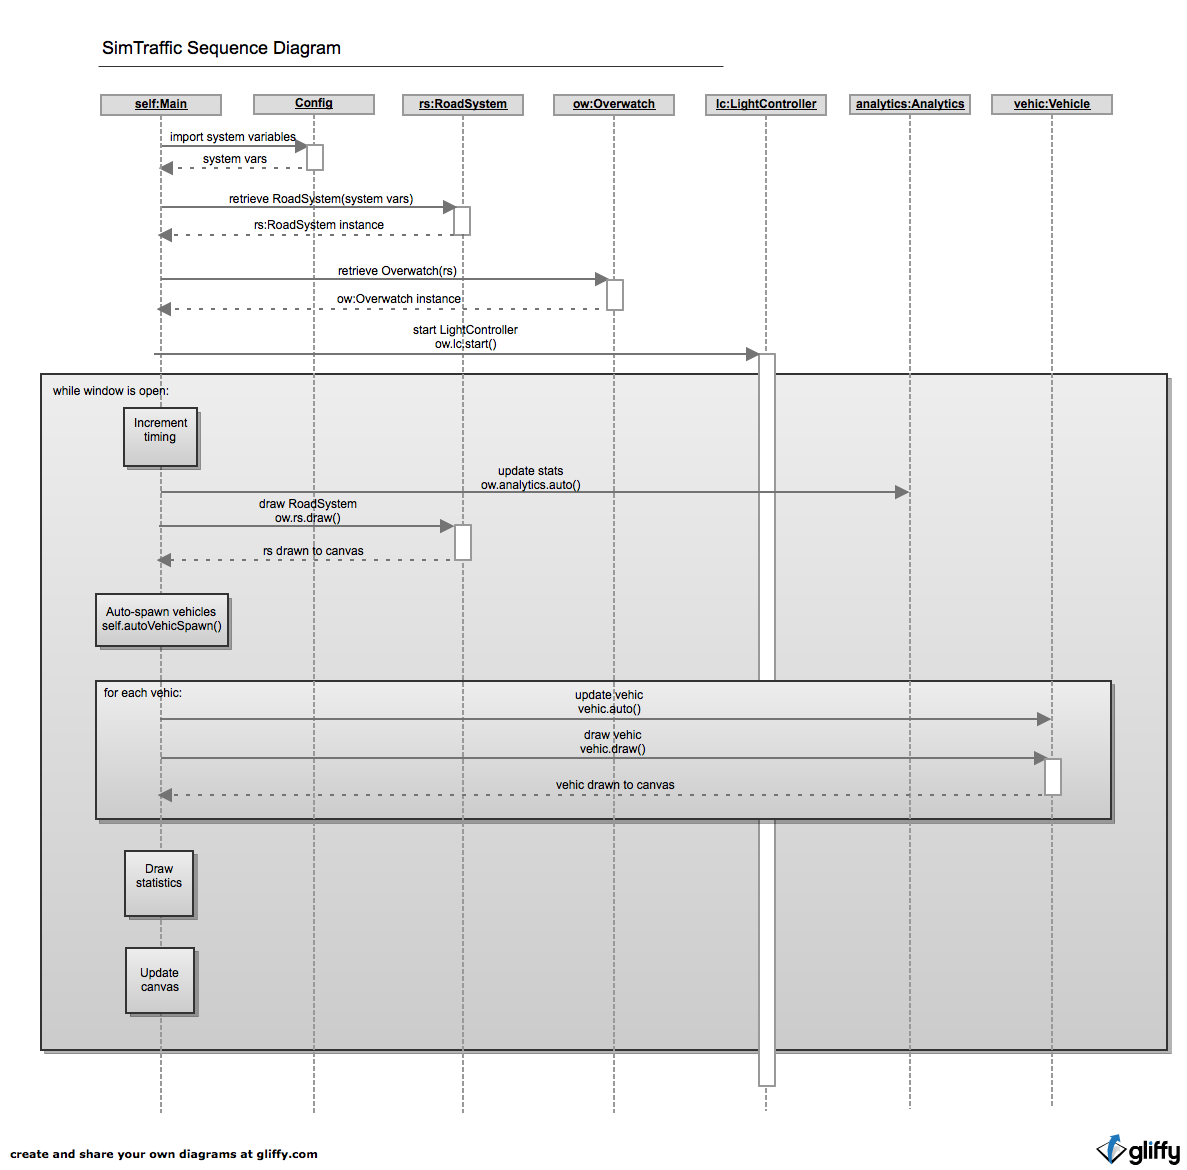 SimTraffic Sequence Diagram
self:Main
Config
rs:RoadSystem
ow:Overwatch
lc:LightController
analytics:Analytics
vehic:Vehicle
import system variables
system vars
retrieve RoadSystem(system vars)
rs:RoadSystem instance
retrieve Overwatch(rs)
ow:Overwatch instance
start LightController
ow.lc.start()
while window is open:
Increment
timing
update stats
ow.analytics.auto()
draw RoadSystem
ow.rs.draw()
rs drawn to canvas
Auto-spawn vehicles
self.autoVehicSpawn()
for each vehic:
update vehic
vehic.auto()
draw vehic
vehic.draw()
vehic drawn to canvas
Draw
statistics
Update
canvas
create and share your own diagrams at gliffy.com
gliffy